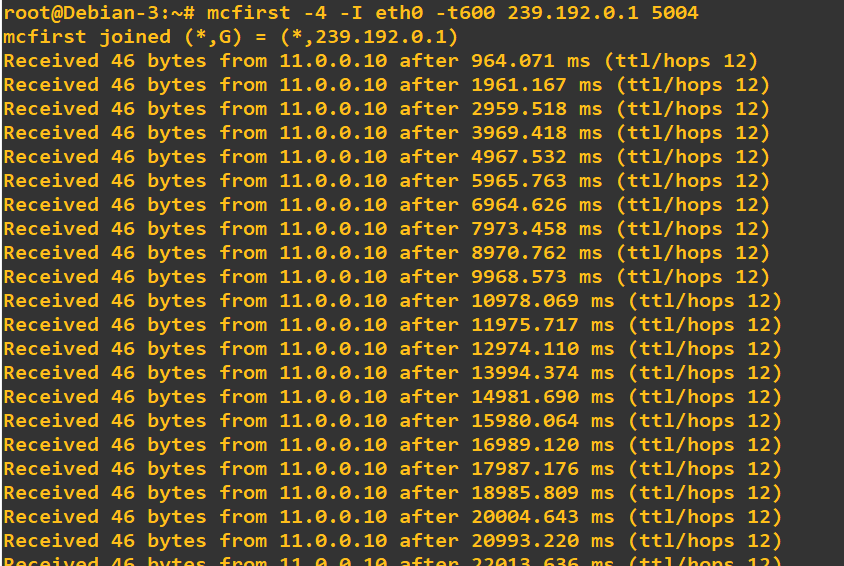 root@Debian-3:~# mcfirst -4 -I eth0 -t600 239.192.0.1 5004
mcfirst joined (*,G) = (*,239.192.0.1)
Received 46 bytes from 11.0.0.10 after 964.071 ms (ttl/hops 12)
Received 46 bytes from 11.0.0.10 after 1961.167 ms (ttl/hops 12)
Received 46 bytes from 11.0.0.10 after 2959.518 ms (ttl/hops 12)
Received 46 bytes from 11.0.0.10 after 3969.418 ms (ttl/hops 12)
Received 46 bytes from 11.0.0.10 after 4967.532 ms (ttl/hops 12)
Received 46 bytes from 11.0.0.10 after 5965.763 ms (ttl/hops 12)
Received 46 bytes from 11.0.0.10 after 6964.626 ms (ttl/hops 12)
Received 46 bytes from 11.0.0.10 after 7973.458 ms (ttl/hops 12)
Received 46 bytes from 11.0.0.10 after 8970.762 ms (ttl/hops 12)
Received 46 bytes from 11.0.0.10 after 9968.573 ms (ttl/hops 12)
Received 46 bytes from 11.0.0.10 after 10978.069 ms (ttl/hops 12)
Received 46 bytes from 11.0.0.10 after 11975.717 ms (ttl/hops 12)
Received 46 bytes from 11.0.0.10 after 12974.110 ms (ttl/hops 12)
Received 46 bytes from 11.0.0.10 after 13994.374 ms (ttl/hops 12)
Received 46 bytes from 11.0.0.10 after 14981.690 ms (ttl/hops 12)
Received 46 bytes from 11.0.0.10 after 15980.064 ms (ttl/hops 12)
Received 46 bytes from 11.0.0.10 after 16989.120 ms (ttl/hops 12)
Received 46 bytes from 11.0.0.10 after 17987.176 ms (ttl/hops 12)
Received 46 bytes from 11.0.0.10 after 18985.809 ms (ttl/hops 12)
Received 46 bytes from 11.0.0.10 after 20004.643 ms (ttl/hops 12)
Received 46 bytes from 11.0.0.10 after 20993.220 ms (ttl/hops 12)
Received 46 bytes from 11.0.0.10 after 22013.636 ms (ttl/hops 12)